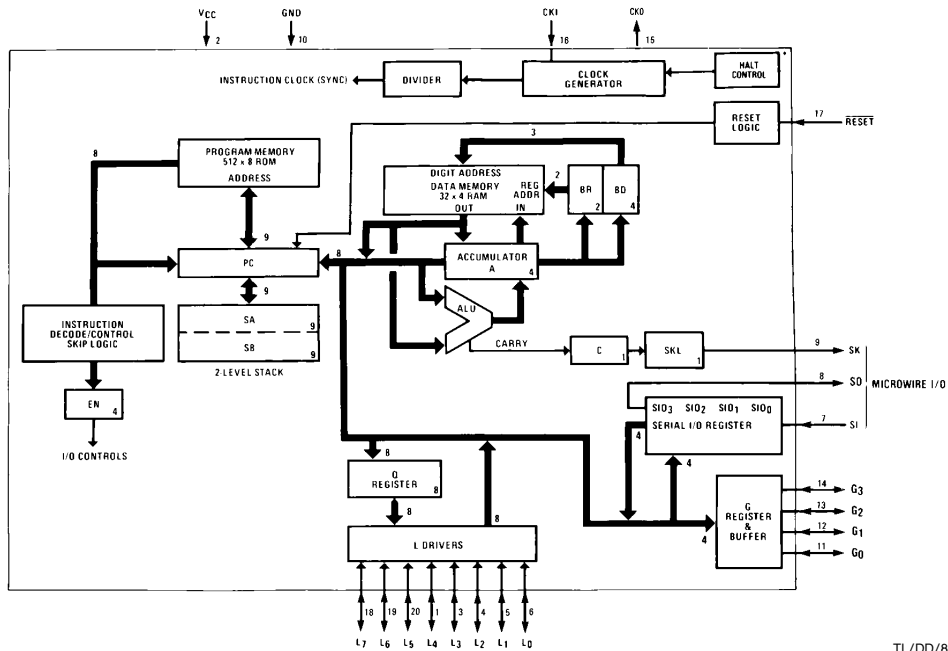 VCC
GND
CKI
CKO
2
10
16
15
INSTRUCTION CLOCK (SYNC)
DIVIDER
CLOCK
GENERATOR
HALT
CONTROL
RESET
LOGIC
17
RESET
8
PROGRAM MEMORY
512 x 8 ROM
ADDRESS
3
DIGIT ADDRESS
DATA MEMORY
32 x 4 RAM
OUT
REG
ADDR
IN
2
BR
2
BD
4
9
PC
8
ACCUMULATOR
A
4
9
SA
9
SB
9
2-LEVEL STACK
INSTRUCTION
DECODE/CONTROL
SKIP LOGIC
ALU
CARRY
C
1
SKL
1
9
SK
8
SO
MICROWIRE I/O
7
SI
EN
4
I/O CONTROLS
SIO3 SIO2 SIO1 SIO0
SERIAL I/O REGISTER
4
4
8
Q
REGISTER
8
8
8
L DRIVERS
4
G
REGISTER
&
BUFFER
14
G3
13
G2
12
G1
11
G0
18
19
20
1
3
4
5
6
L7
L6
L5
L4
L3
L2
L1
L0
TL/DD/8